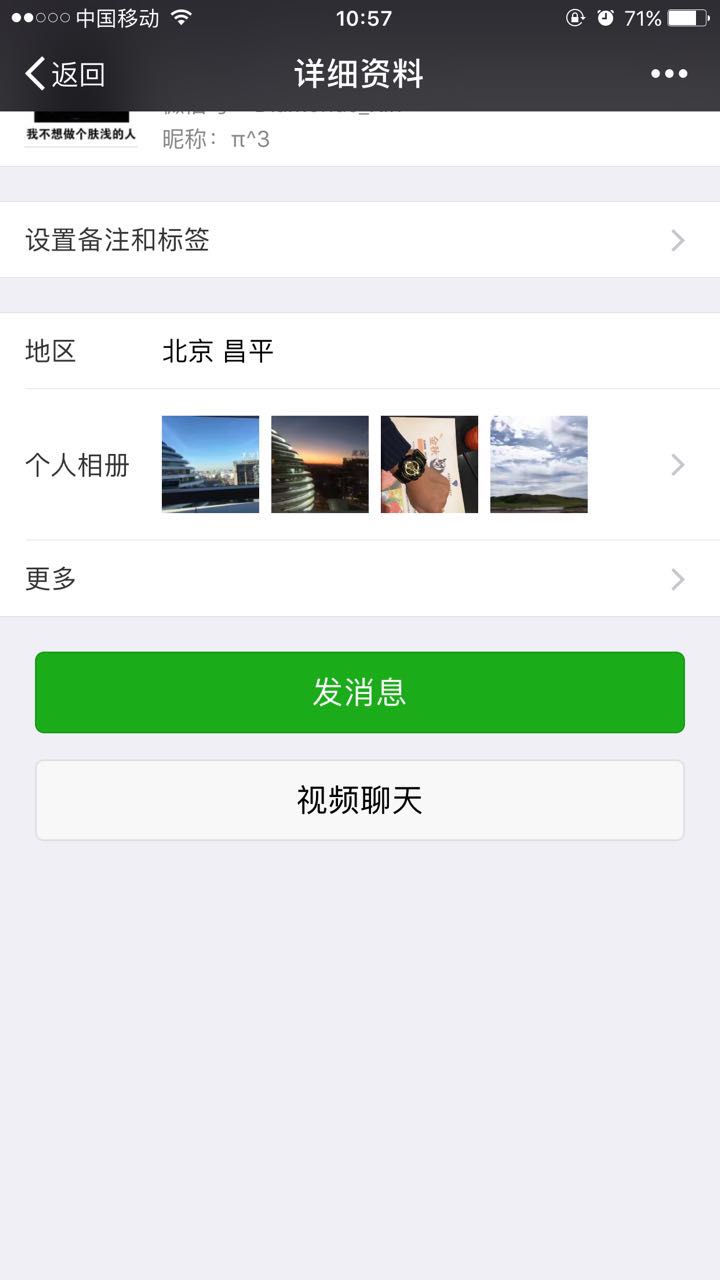 中国移动
10:57
71%
返回
详细资料
我不想做个肤浅的人
昵称：π^3
设置备注和标签
地区
北京 昌平
个人相册
更多
发消息
视频聊天